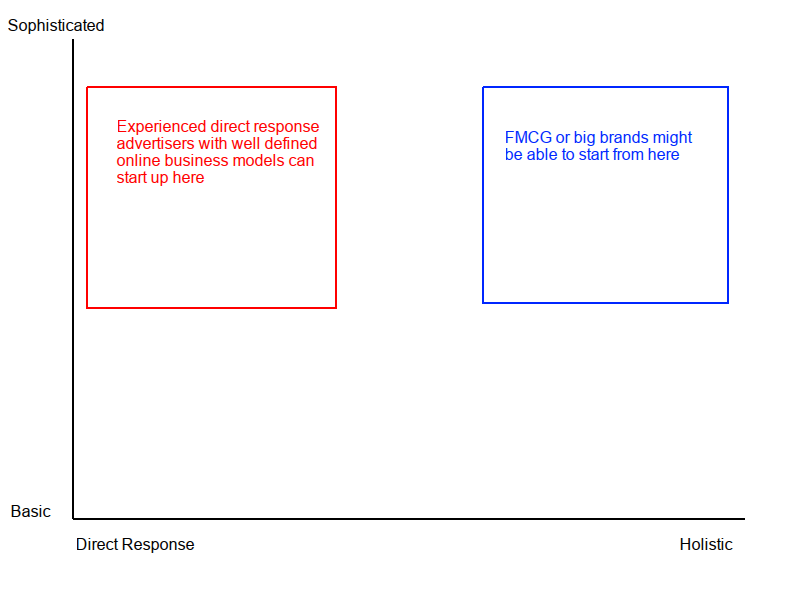 Sophisticated
Experienced direct response
advertisers with well defined
online business models can
start up here
FMCG or big brands might
be able to start from here
Basic
Direct Response
Holistic